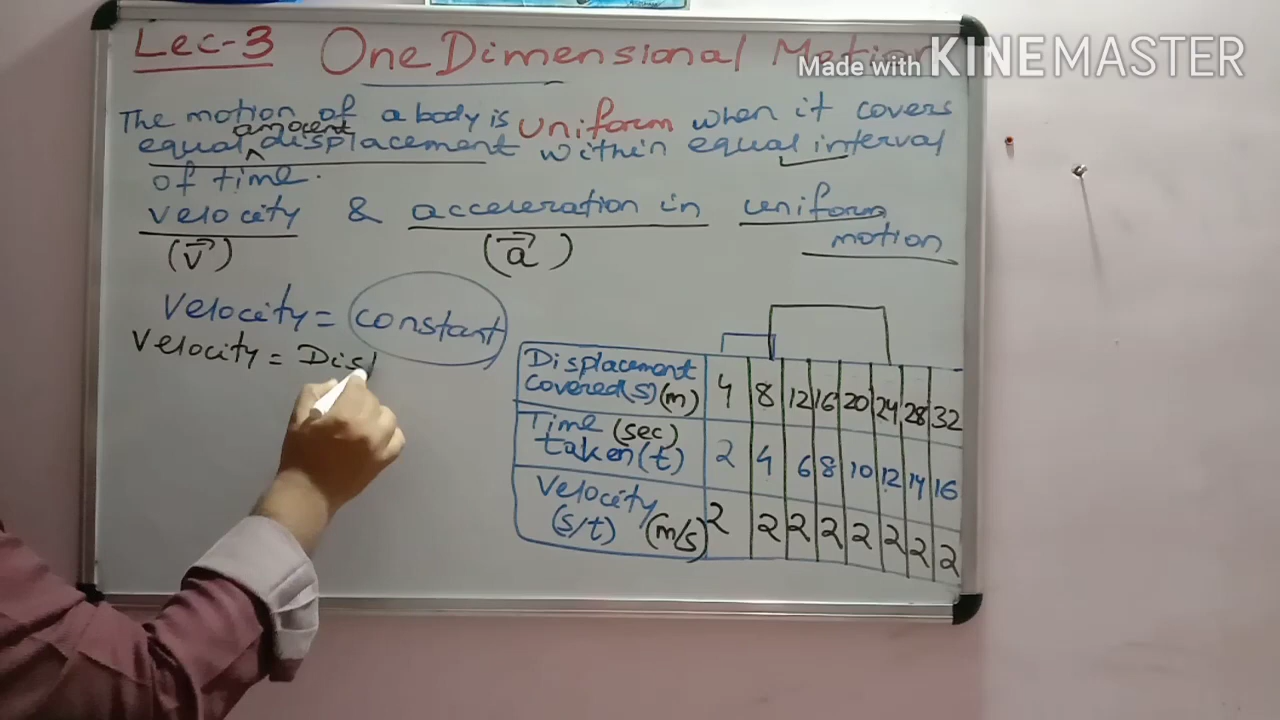 Lec-3 One Dimensional Motion
Made with KINEMASTER
The motion of a body is uniform when it covers
equal displacement within equal interval
of time.
velocity & acceleration in uniform
motion
(v⃗) (a⃗)
Velocity = constant
Velocity = Disp
Displacement covered(s) (m) 4 8 12 16 20 24 28 32
Time (sec) taken (t) 2 4 6 8 10 12 14 16
Velocity (s/t) (m/s) 2 2 2 2 2 2 2 2